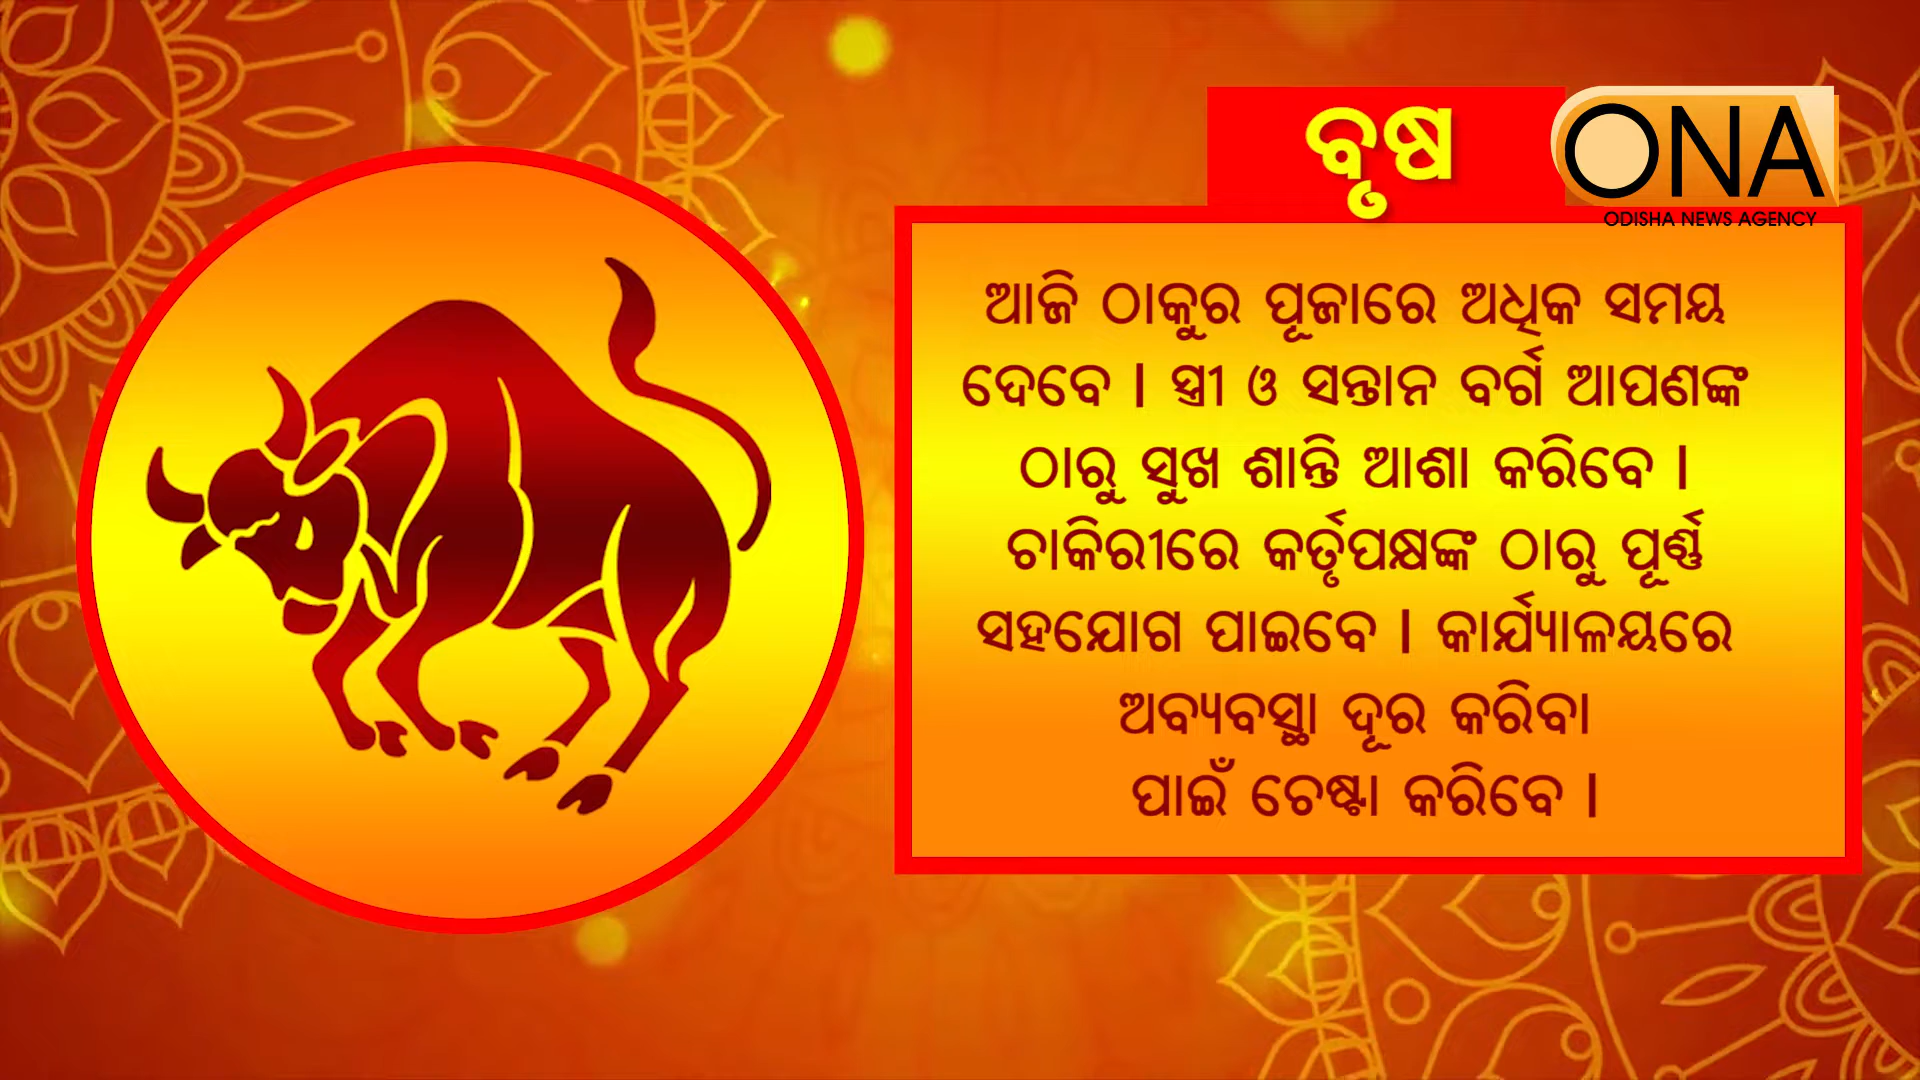 ବୃଷ
ONA
ODISHA NEWS AGENCY
ଆଜି ଠାକୁର ପୂଜାରେ ଅଧିକ ସମୟ
ଦେବେ । ସ୍ତ୍ରୀ ଓ ସନ୍ତାନ ବର୍ଗ ଆପଣଙ୍କ
ଠାରୁ ସୁଖ ଶାନ୍ତି ଆଶା କରିବେ ।
ଚାକିରୀରେ କର୍ତୃପକ୍ଷଙ୍କ ଠାରୁ ପୂର୍ଣ୍ଣ
ସହଯୋଗ ପାଇବେ । କାର୍ଯ୍ୟାଳୟରେ
ଅବ୍ୟବସ୍ଥା ଦୂର କରିବା
ପାଇଁ ଚେଷ୍ଟା କରିବେ ।